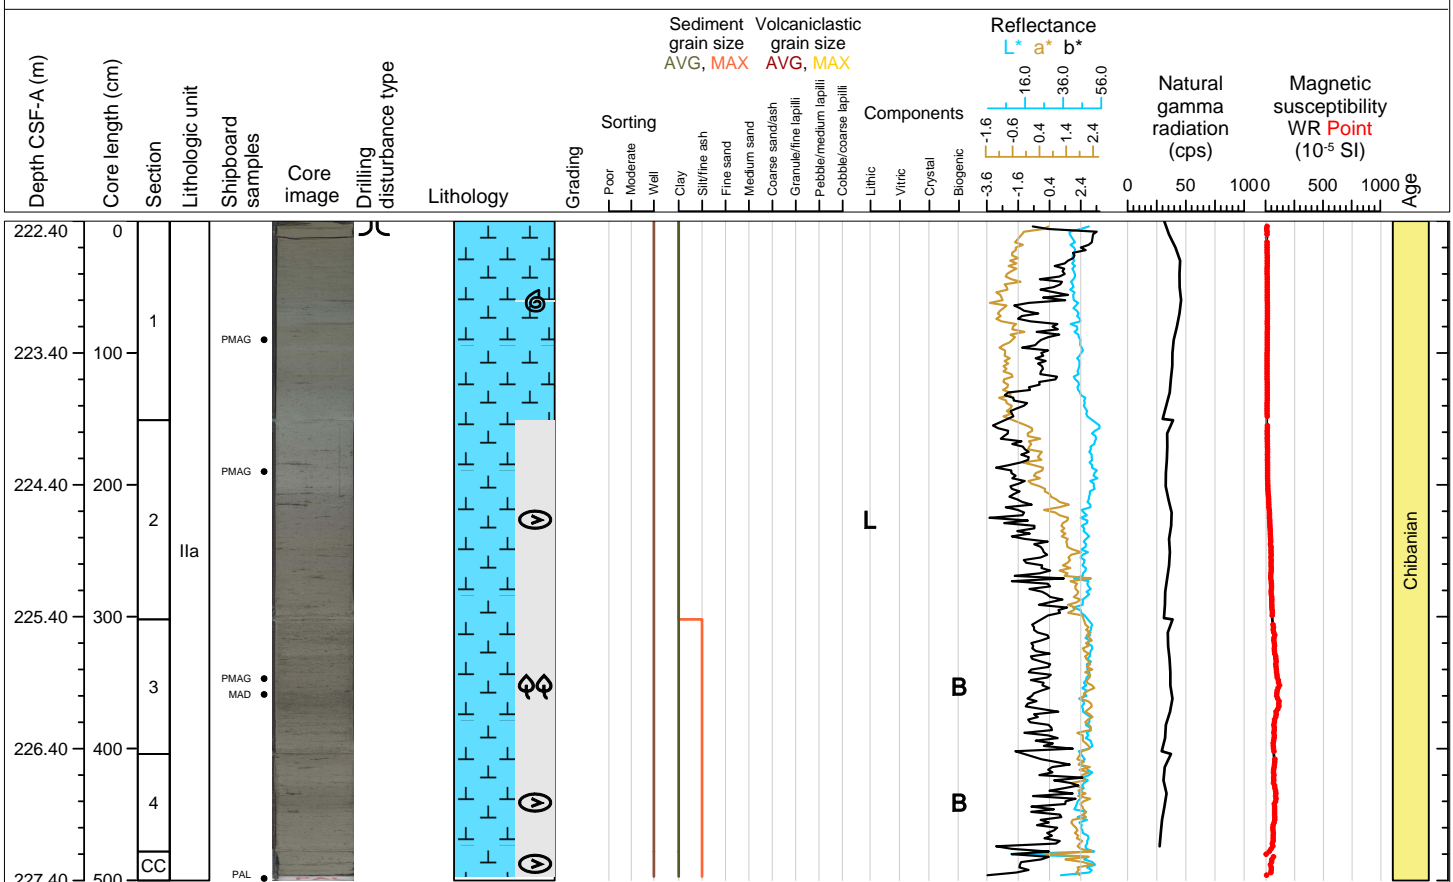 Depth CSF-A (m)
Core length (cm)
Section
Lithologic unit
Shipboard
samples
Core
image
Drilling
disturbance type
Lithology
Grading
Sorting
Poor
Moderate
Well
Sediment
grain size
AVG, MAX
Volcaniclastic
grain size
AVG, MAX
Clay
Silt/fine ash
Fine sand
Medium sand
Coarse sand/ash
Granule/fine lapilli
Pebble/medium lapilli
Cobble/coarse lapilli
Components
Lithic
Vitric
Crystal
Biogenic
Reflectance
L* a* b*
16.0 36.0 56.0
-1.6 -0.6 0.4 1.4 2.4
-3.6 -1.6 0.4 2.4
Natural
gamma
radiation
(cps)
0 50 100
Magnetic
susceptibility
WR Point
(10-5 SI)
0 500 1000
Age
222.40 0
1
PMAG
223.40 100
PMAG
224.40 200
2
L
IIa
Chibanian
225.40 300
PMAG
3
B
MAD
226.40 400
4
B
CC
PAL
227.40 500